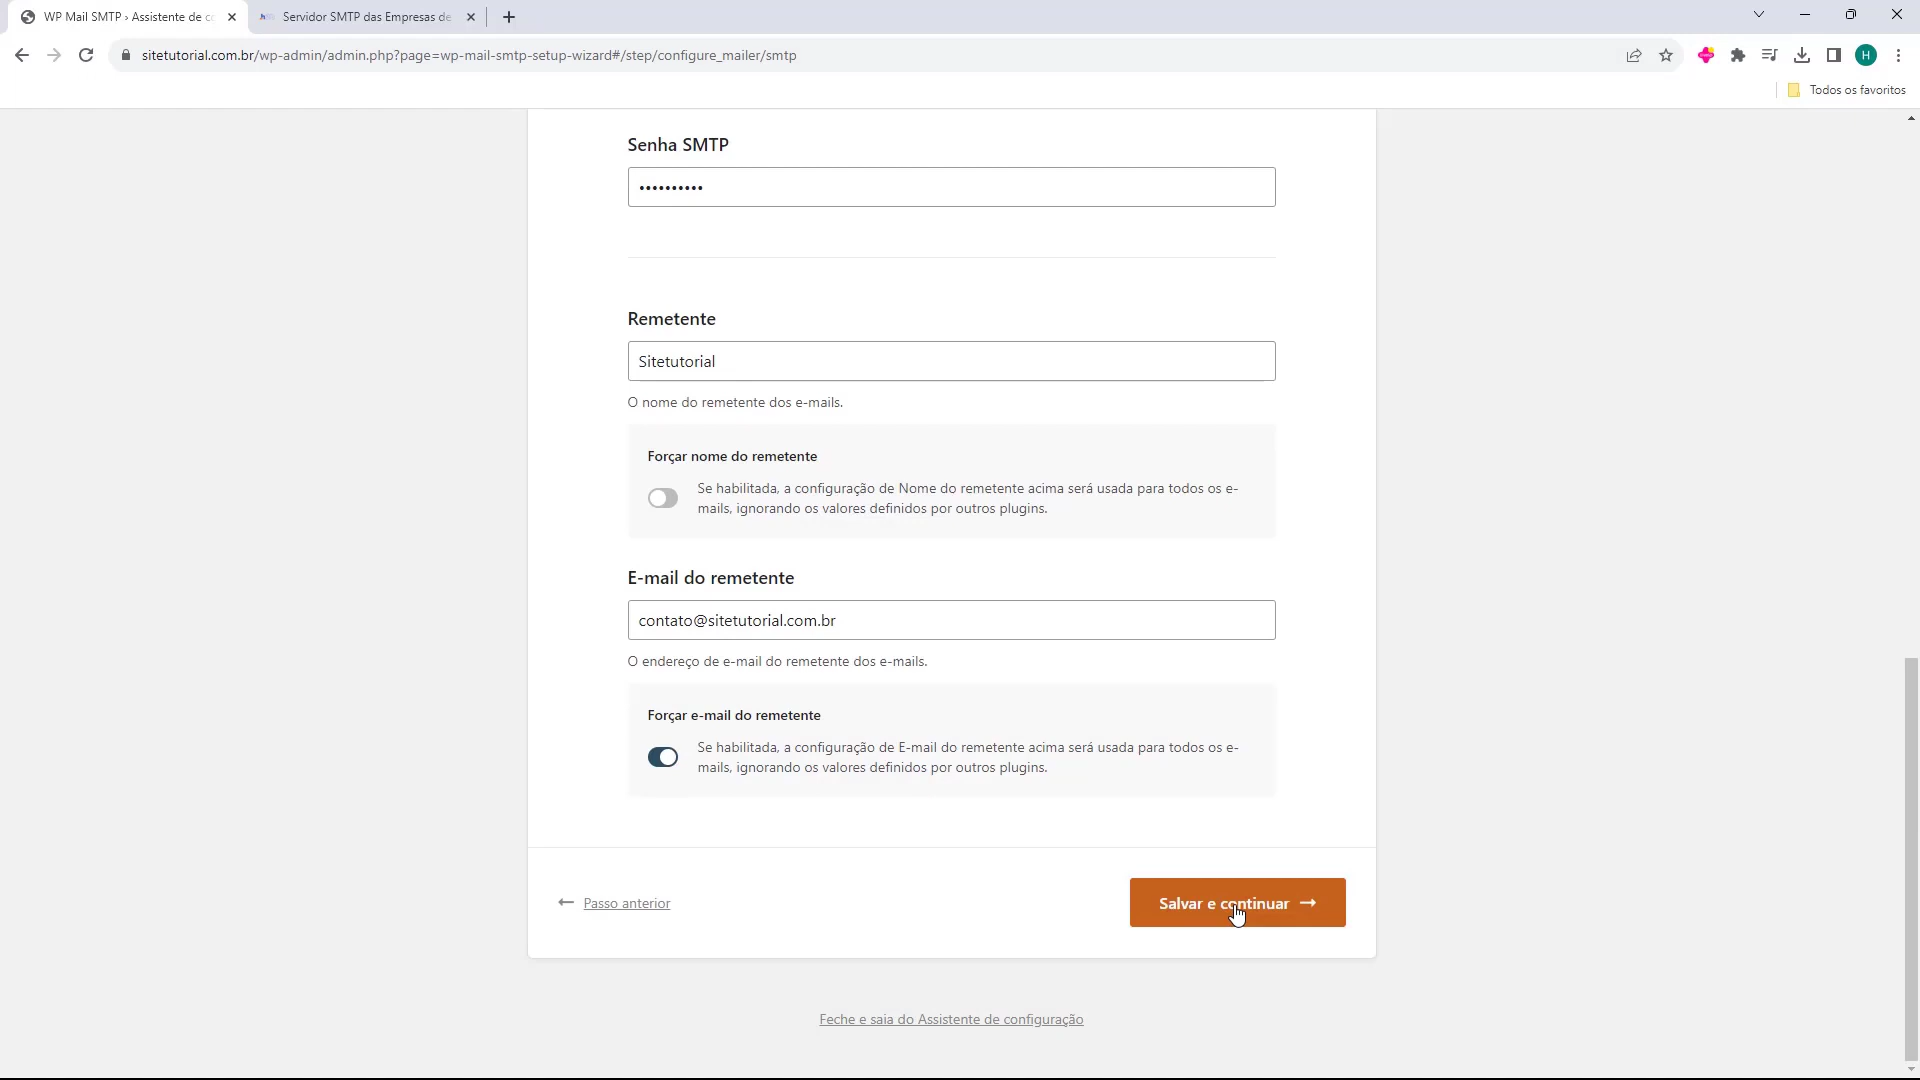 WP Mail SMTP › Assistente de co
Servidor SMTP das Empresas de
sitetutorial.com.br/wp-admin/admin.php?page=wp-mail-smtp-setup-wizard#/step/configure_mailer/smtp
H
Todos os favoritos
Senha SMTP
••••••••••
Remetente
Sitetutorial
O nome do remetente dos e-mails.
Forçar nome do remetente
Se habilitada, a configuração de Nome do remetente acima será usada para todos os e-
mails, ignorando os valores definidos por outros plugins.
E-mail do remetente
contato@sitetutorial.com.br
O endereço de e-mail do remetente dos e-mails.
Forçar e-mail do remetente
Se habilitada, a configuração de E-mail do remetente acima será usada para todos os e-
mails, ignorando os valores definidos por outros plugins.
Passo anterior
Salvar e continuar
Feche e saia do Assistente de configuração